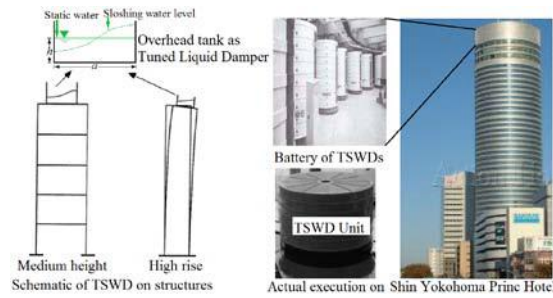 Static water
Sloshing water level
h
a
Overhead tank as
Tuned Liquid Damper
Medium height
High rise
Schematic of TSWD on structures
Battery of TSWDs
TSWD Unit
Actual execution on Shin Yokohoma Princ Hote